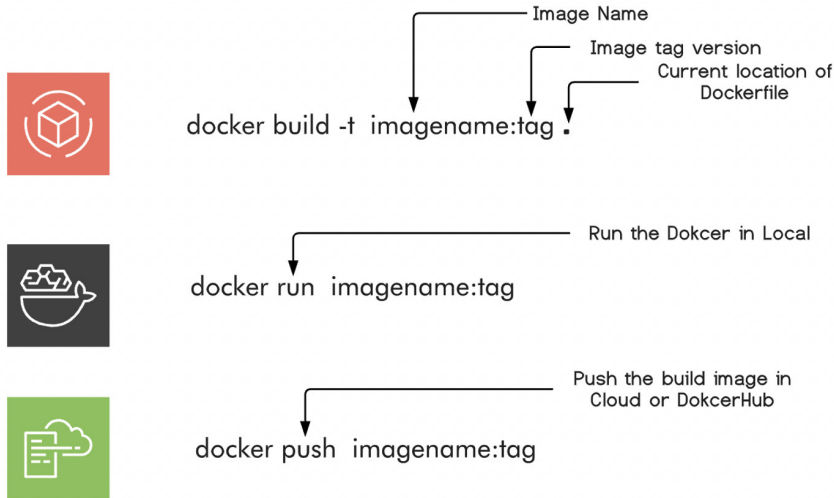 Image Name
Image tag version
Current location of
Dockerfile
docker build -t imagename:tag .
Run the Dokcer in Local
docker run imagename:tag
Push the build image in
Cloud or DokcerHub
docker push imagename:tag